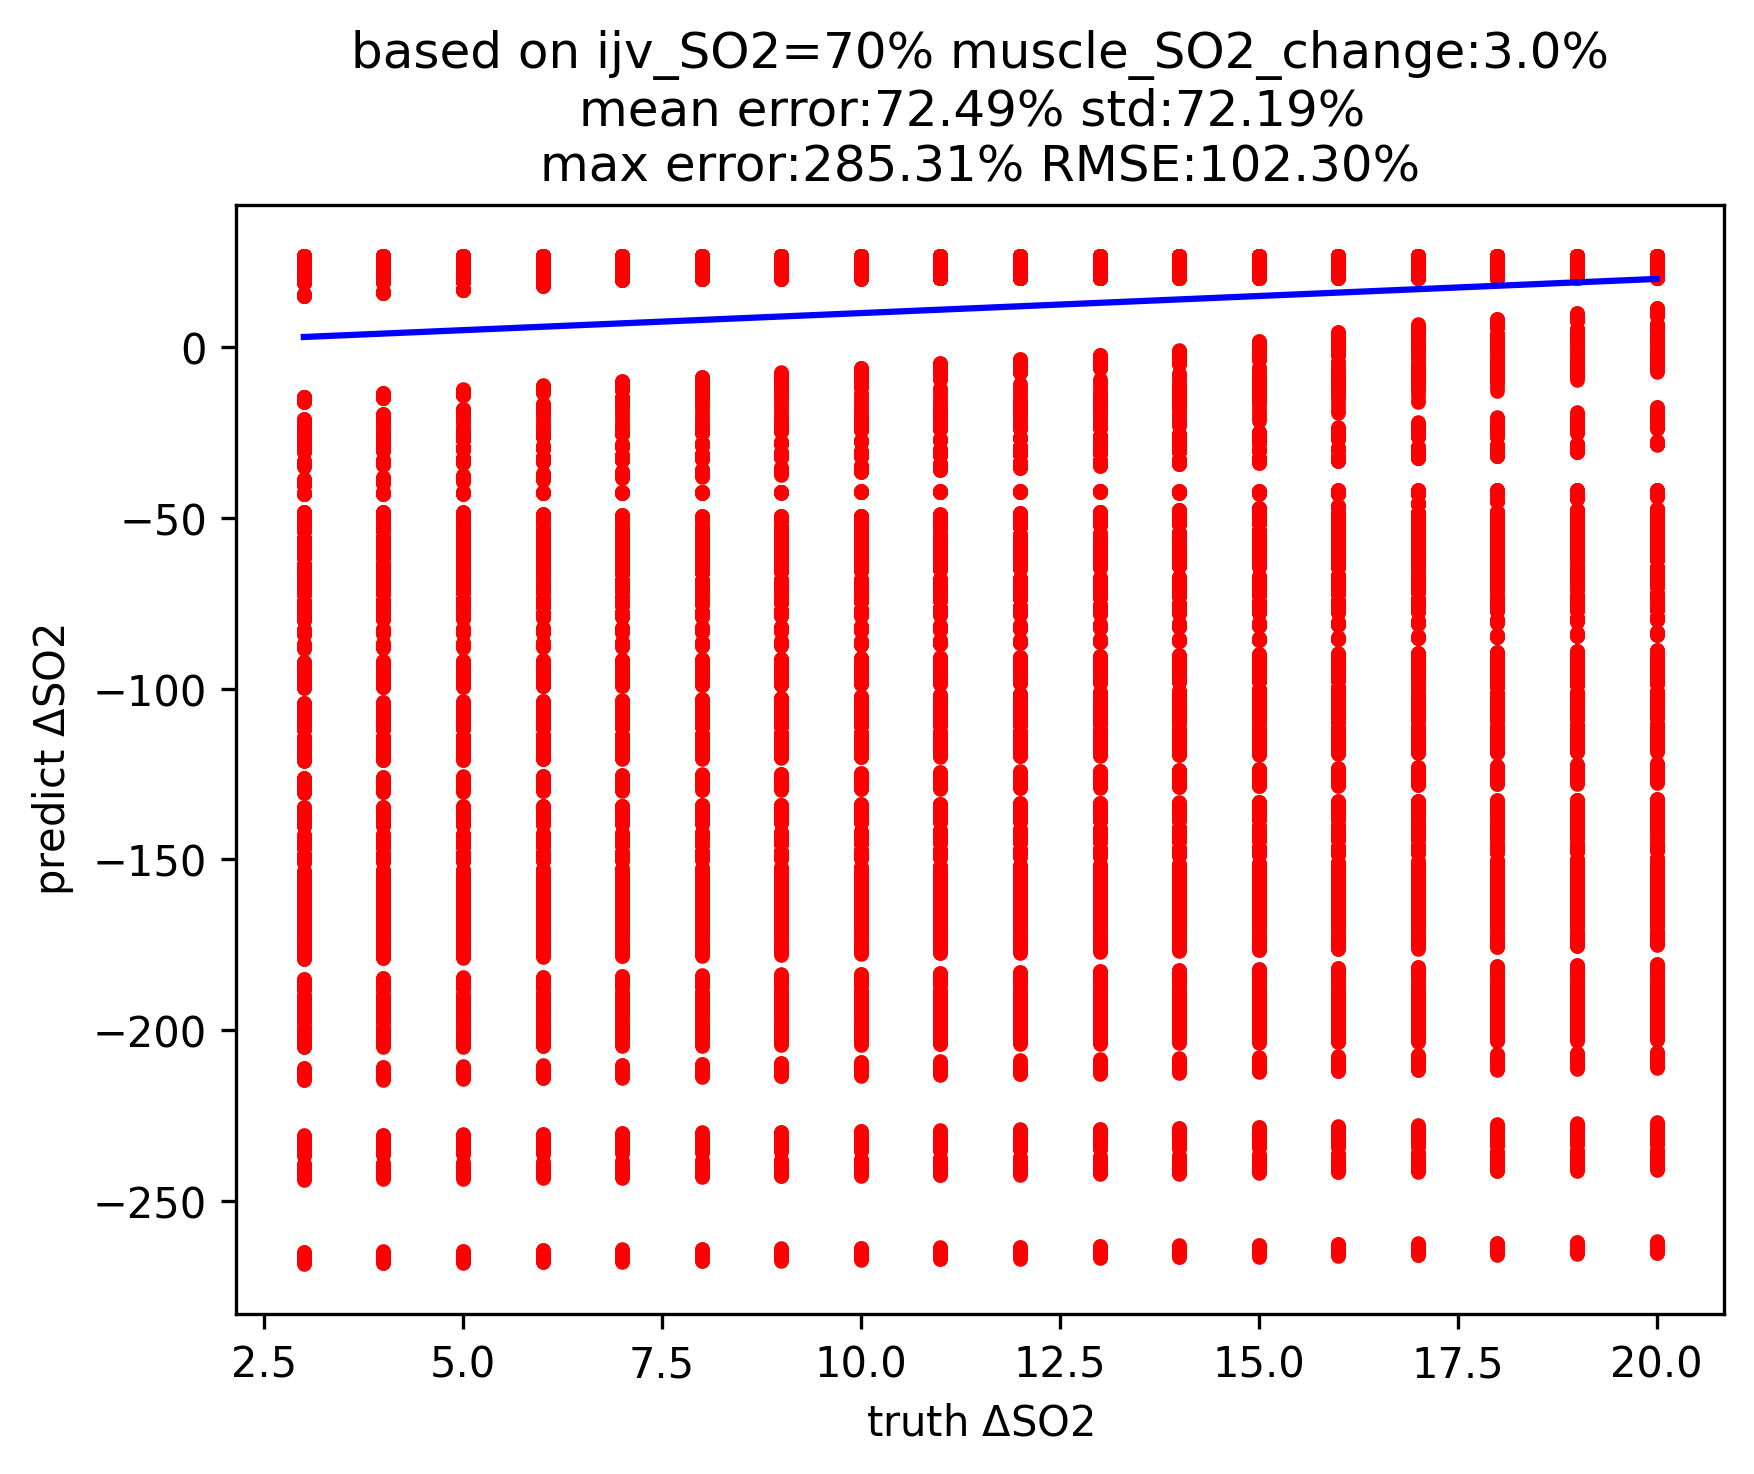 based on ijv_SO2=70% muscle_SO2_change:3.0%
mean error:72.49% std:72.19%
max error:285.31% RMSE:102.30%
0
−50
−100
−150
−200
−250
predict ΔSO2
2.5 5.0 7.5 10.0 12.5 15.0 17.5 20.0
truth ΔSO2